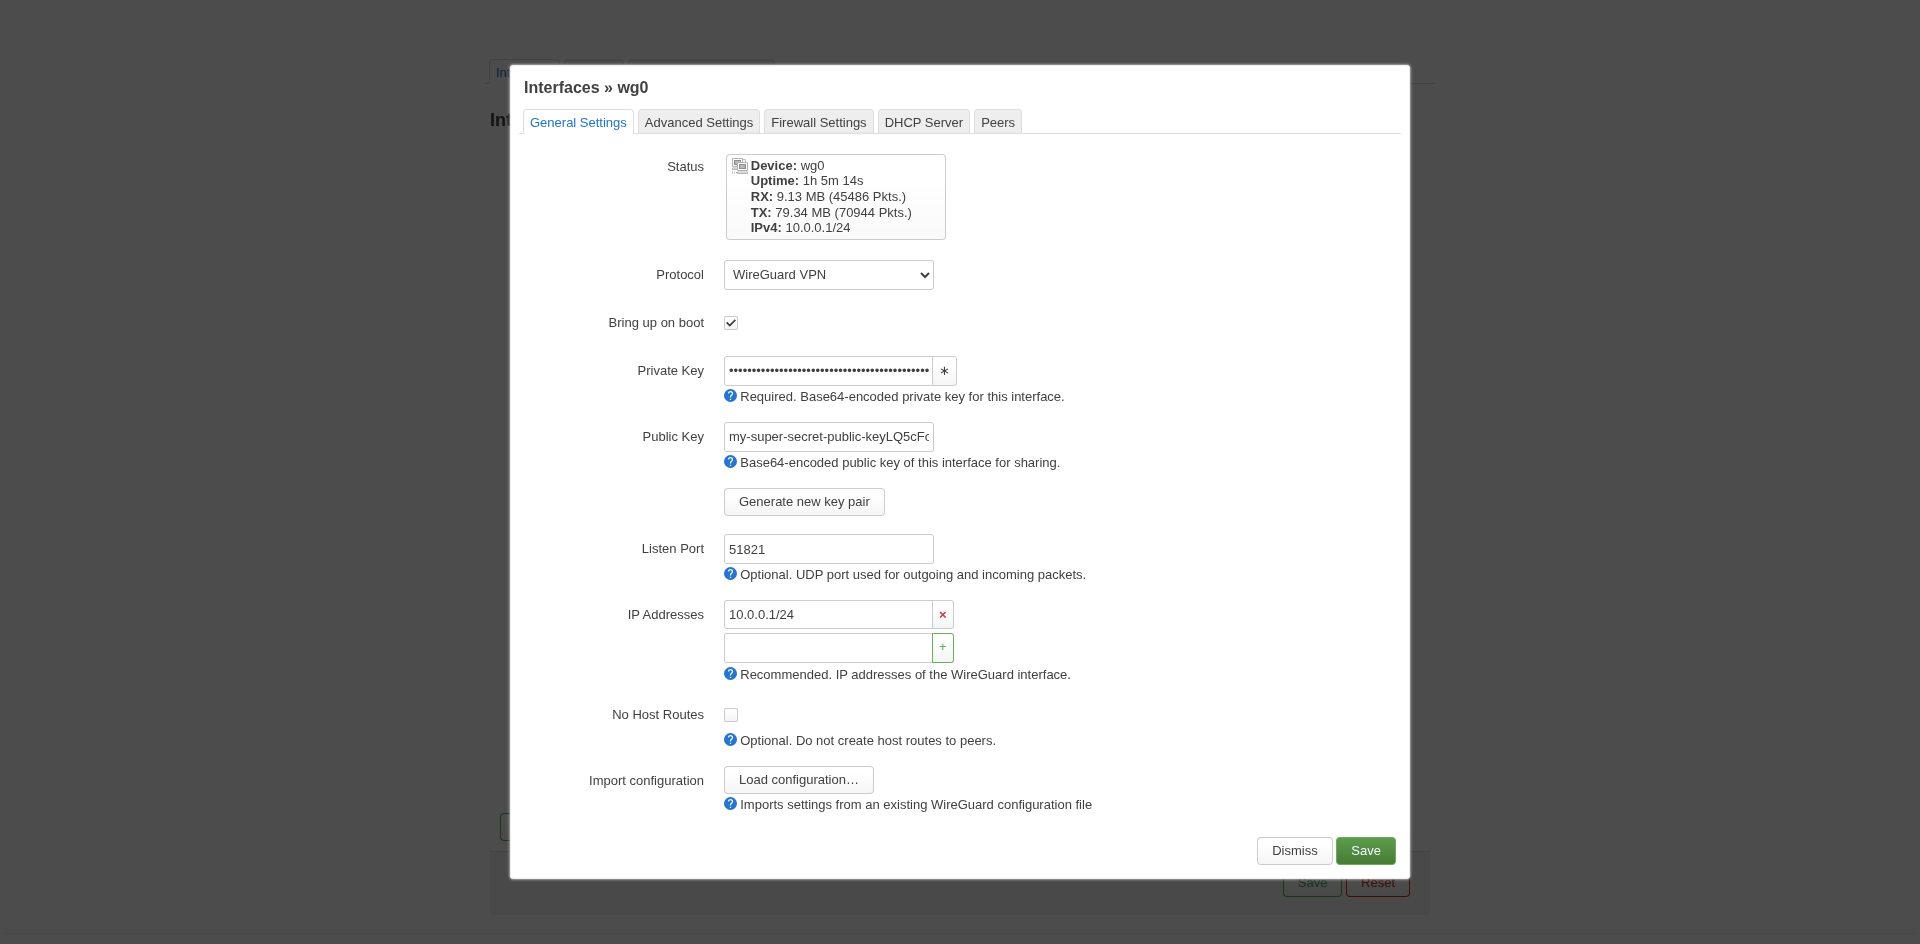 Interfaces » wg0
General Settings
Advanced Settings
Firewall Settings
DHCP Server
Peers
Status
Device: wg0
Uptime: 1h 5m 14s
RX: 9.13 MB (45486 Pkts.)
TX: 79.34 MB (70944 Pkts.)
IPv4: 10.0.0.1/24
Protocol
WireGuard VPN
Bring up on boot
Private Key
Required. Base64-encoded private key for this interface.
Public Key
my-super-secret-public-keyLQ5cF
Base64-encoded public key of this interface for sharing.
Generate new key pair
Listen Port
51821
Optional. UDP port used for outgoing and incoming packets.
IP Addresses
10.0.0.1/24
Recommended. IP addresses of the WireGuard interface.
No Host Routes
Optional. Do not create host routes to peers.
Import configuration
Load configuration…
Imports settings from an existing WireGuard configuration file
Dismiss
Save
Save
Reset